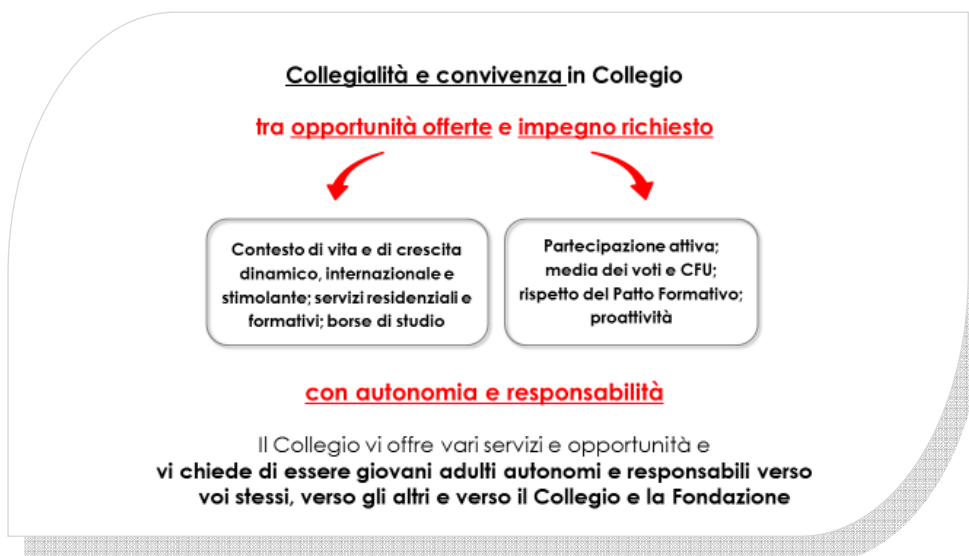 Collegialità e convivenza in Collegio
tra opportunità offerte e impegno richiesto
Contesto di vita e di crescita
dinamico, internazionale e
stimolante; servizi residenziali e
formativi; borse di studio
Partecipazione attiva;
media dei voti e CFU;
rispetto del Patto Formativo;
proattività
con autonomia e responsabilità
Il Collegio vi offre vari servizi e opportunità e
vi chiede di essere giovani adulti autonomi e responsabili verso
voi stessi, verso gli altri e verso il Collegio e la Fondazione